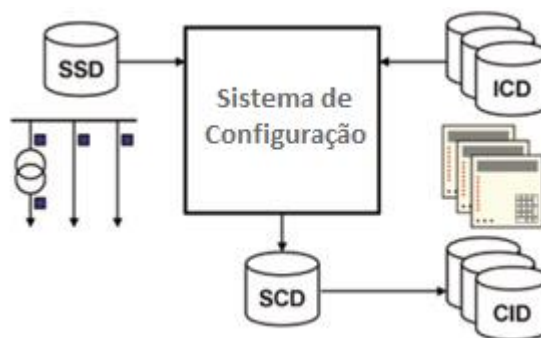 SSD
Sistema de
Configuração
ICD
SCD
CID